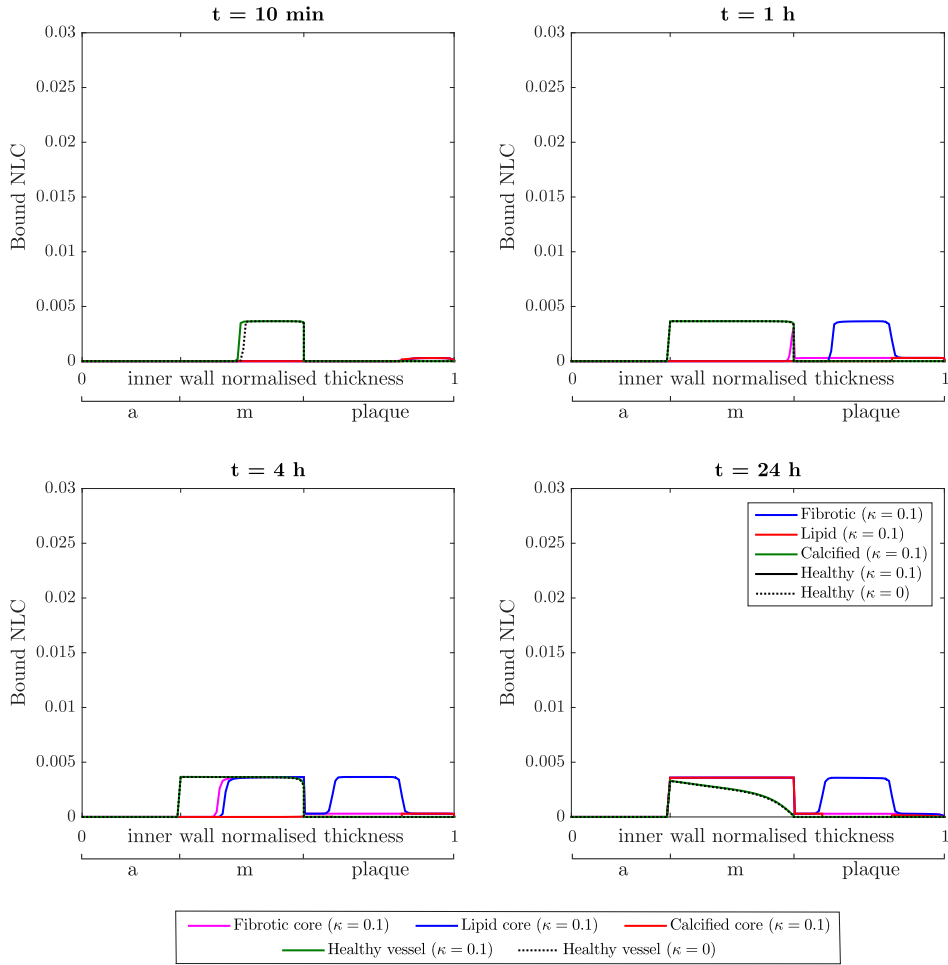 t = 10 min
0.03
0.025
0.02
0.015
0.01
0.005
0
Bound NLC
0 inner wall normalised thickness 1
a m plaque
t = 1 h
0.03
0.025
0.02
0.015
0.01
0.005
0
Bound NLC
0 inner wall normalised thickness 1
a m plaque
t = 4 h
0.03
0.025
0.02
0.015
0.01
0.005
0
Bound NLC
0 inner wall normalised thickness 1
a m plaque
t = 24 h
0.03
0.025
0.02
0.015
0.01
0.005
0
Bound NLC
Fibrotic (κ = 0.1)
Lipid (κ = 0.1)
Calcified (κ = 0.1)
Healthy (κ = 0.1)
Healthy (κ = 0)
0 inner wall normalised thickness 1
a m plaque
Fibrotic core (κ = 0.1) Lipid core (κ = 0.1) Calcified core (κ = 0.1)
Healthy vessel (κ = 0.1) Healthy vessel (κ = 0)